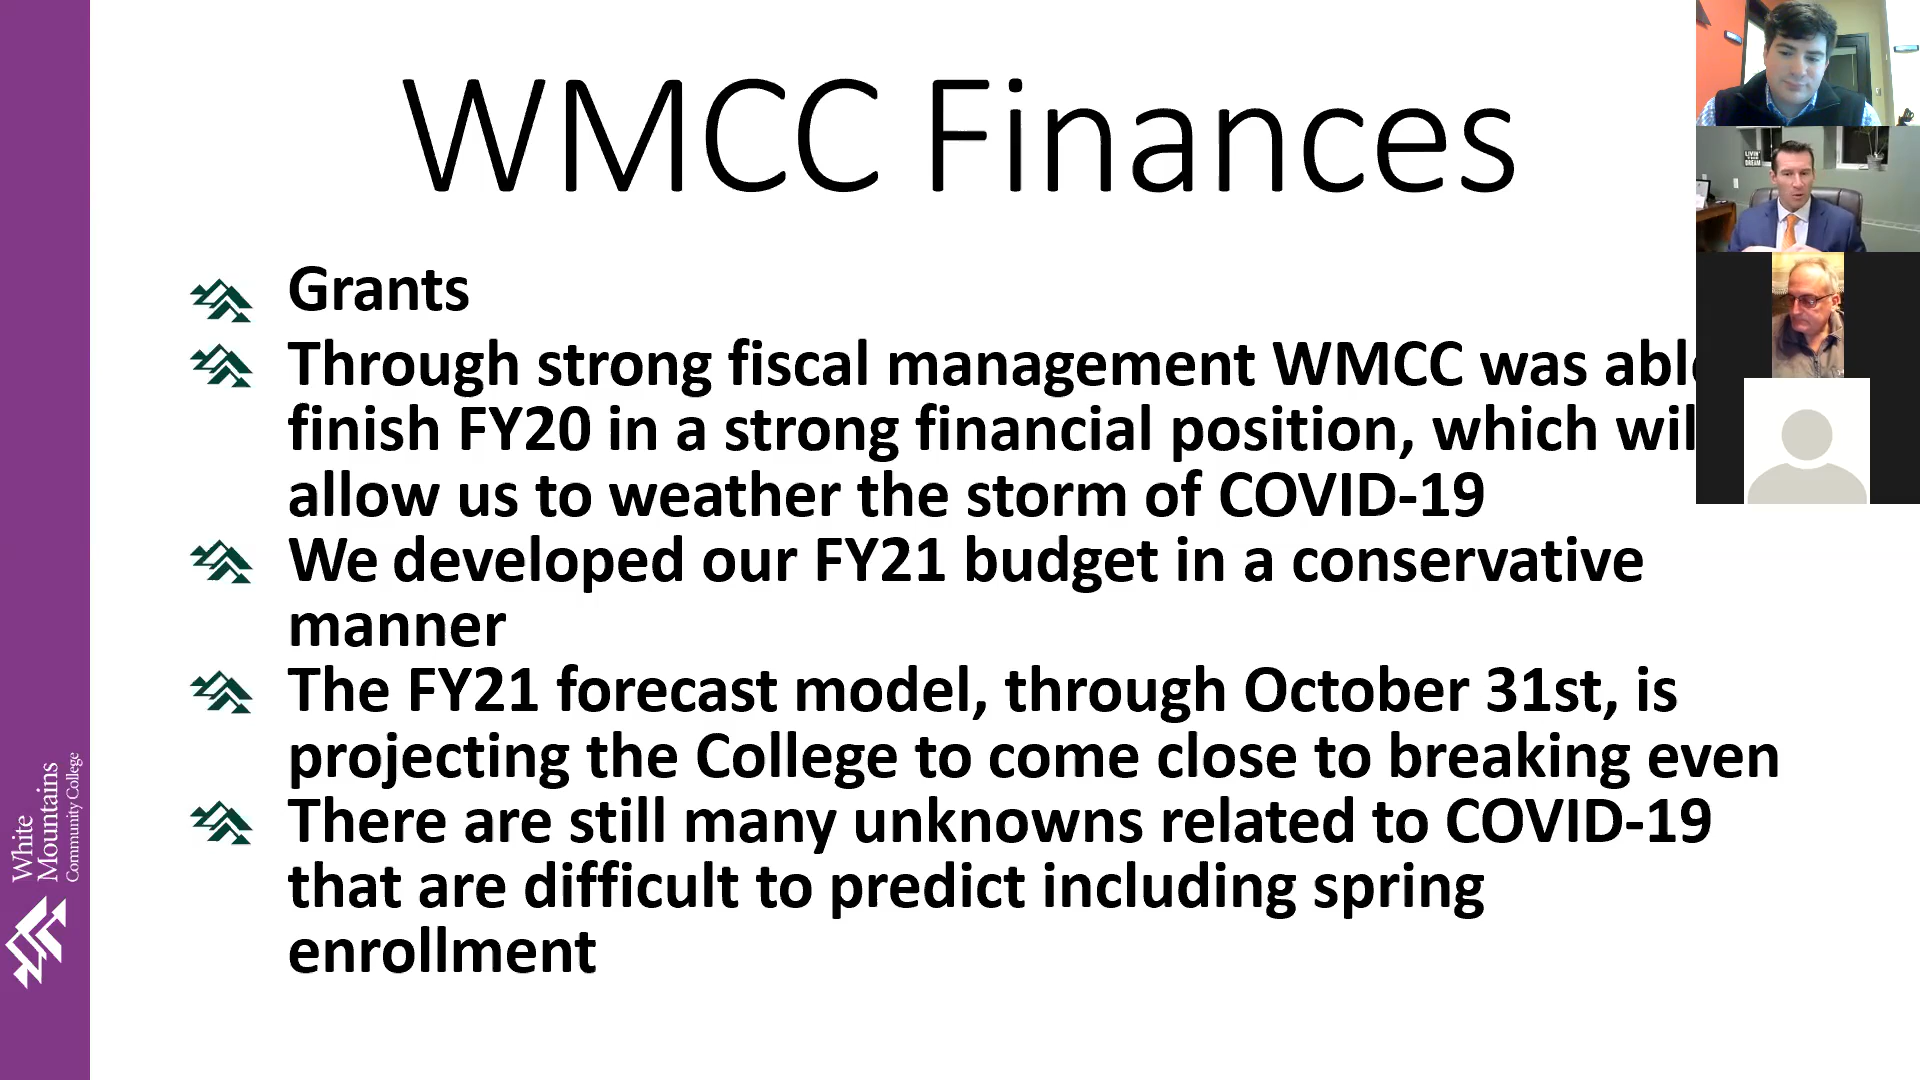 WMCC Finances
Grants
Through strong fiscal management WMCC was
finish FY20 in a strong financial position, which
allow us to weather the storm of COVID-19
We developed our FY21 budget in a conservative
manner
The FY21 forecast model, through October 31st, is
projecting the College to come close to breaking even
There are still many unknowns related to COVID-19
that are difficult to predict including spring
enrollment
White
Mountains
Community College
LIVIN'
THE
DREAM